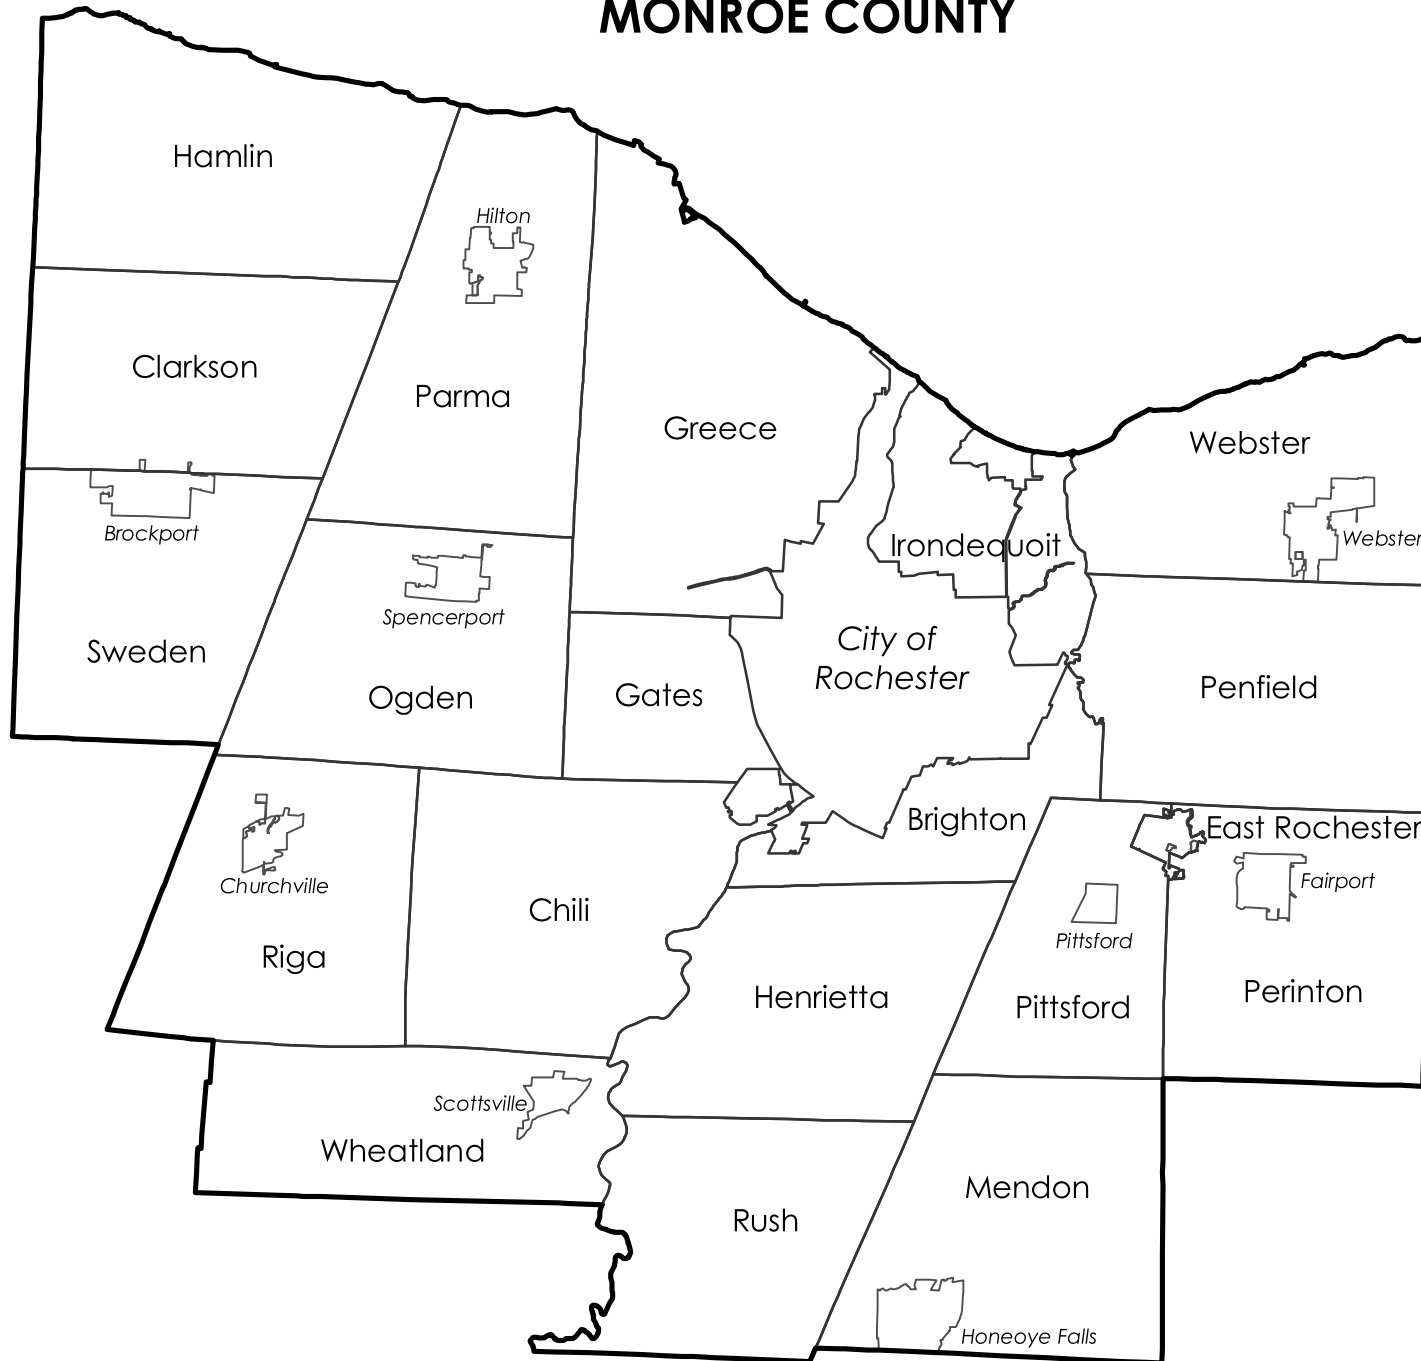 MONROE COUNTY
Hamlin
Hilton
Clarkson
Parma
Greece
Webster
Brockport
Webster
Irondequoit
Spencerport
Sweden
City of
Rochester
Ogden
Gates
Penfield
Brighton
East Rochester
Churchville
Fairport
Chili
Pittsford
Riga
Henrietta
Pittsford
Perinton
Scottsville
Wheatland
Mendon
Rush
Honeoye Falls